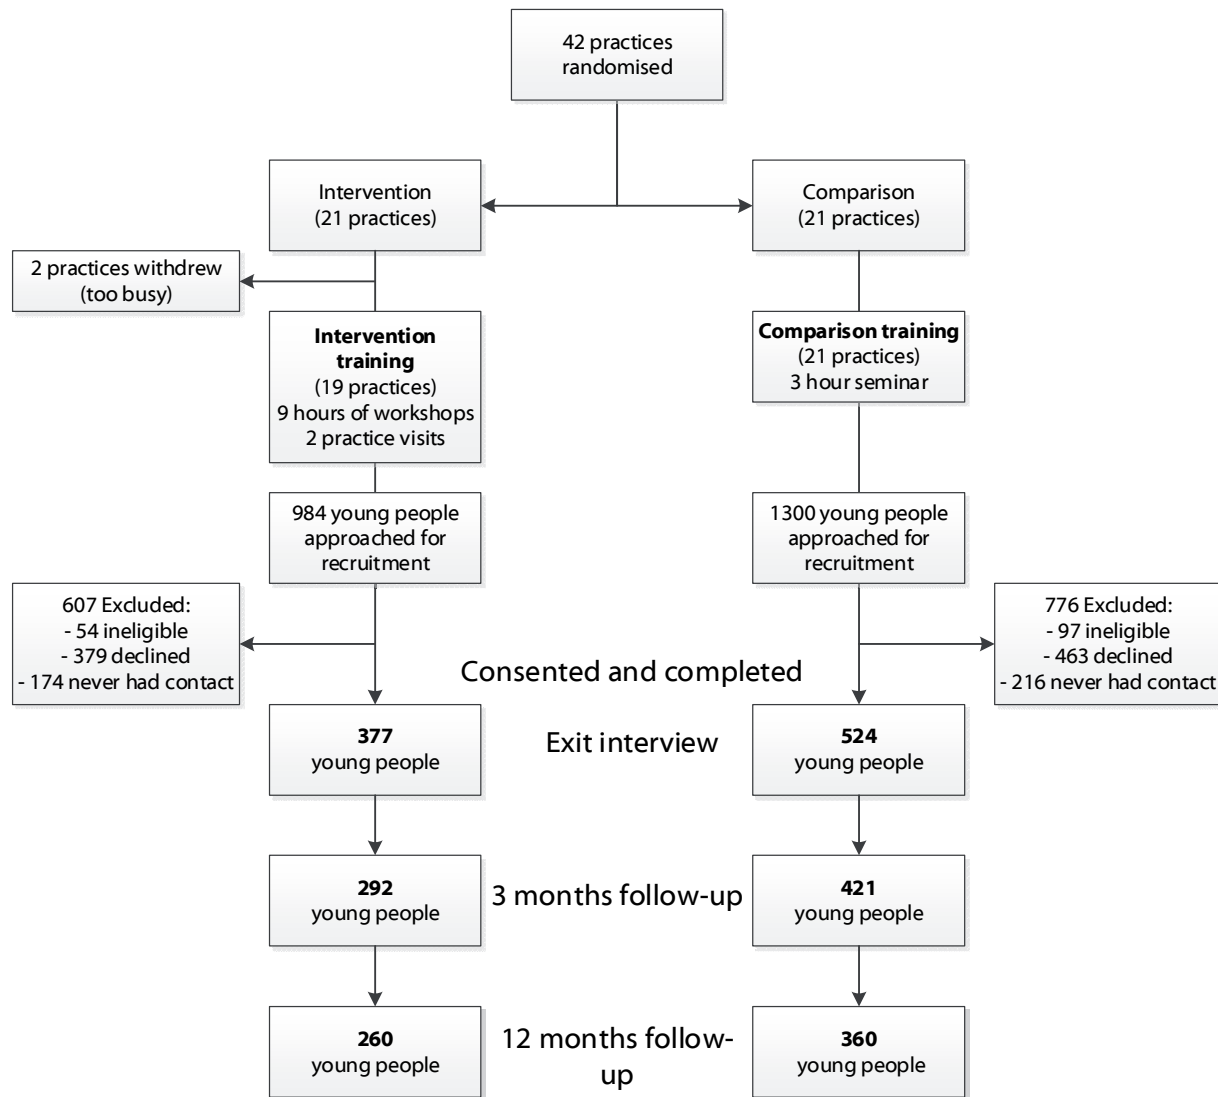 42 practices
randomised
Intervention
(21 practices)
Comparison
(21 practices)
2 practices withdrew
(too busy)
Intervention
training
(19 practices)
9 hours of workshops
2 practice visits
Comparison training
(21 practices)
3 hour seminar
984 young people
approached for
recruitment
1300 young people
approached for
recruitment
607 Excluded:
- 54 ineligible
- 379 declined
- 174 never had contact
776 Excluded:
- 97 ineligible
- 463 declined
- 216 never had contact
Consented and completed
377
young people
Exit interview
524
young people
292
young people
3 months follow-up
421
young people
260
young people
12 months follow-
up
360
young people